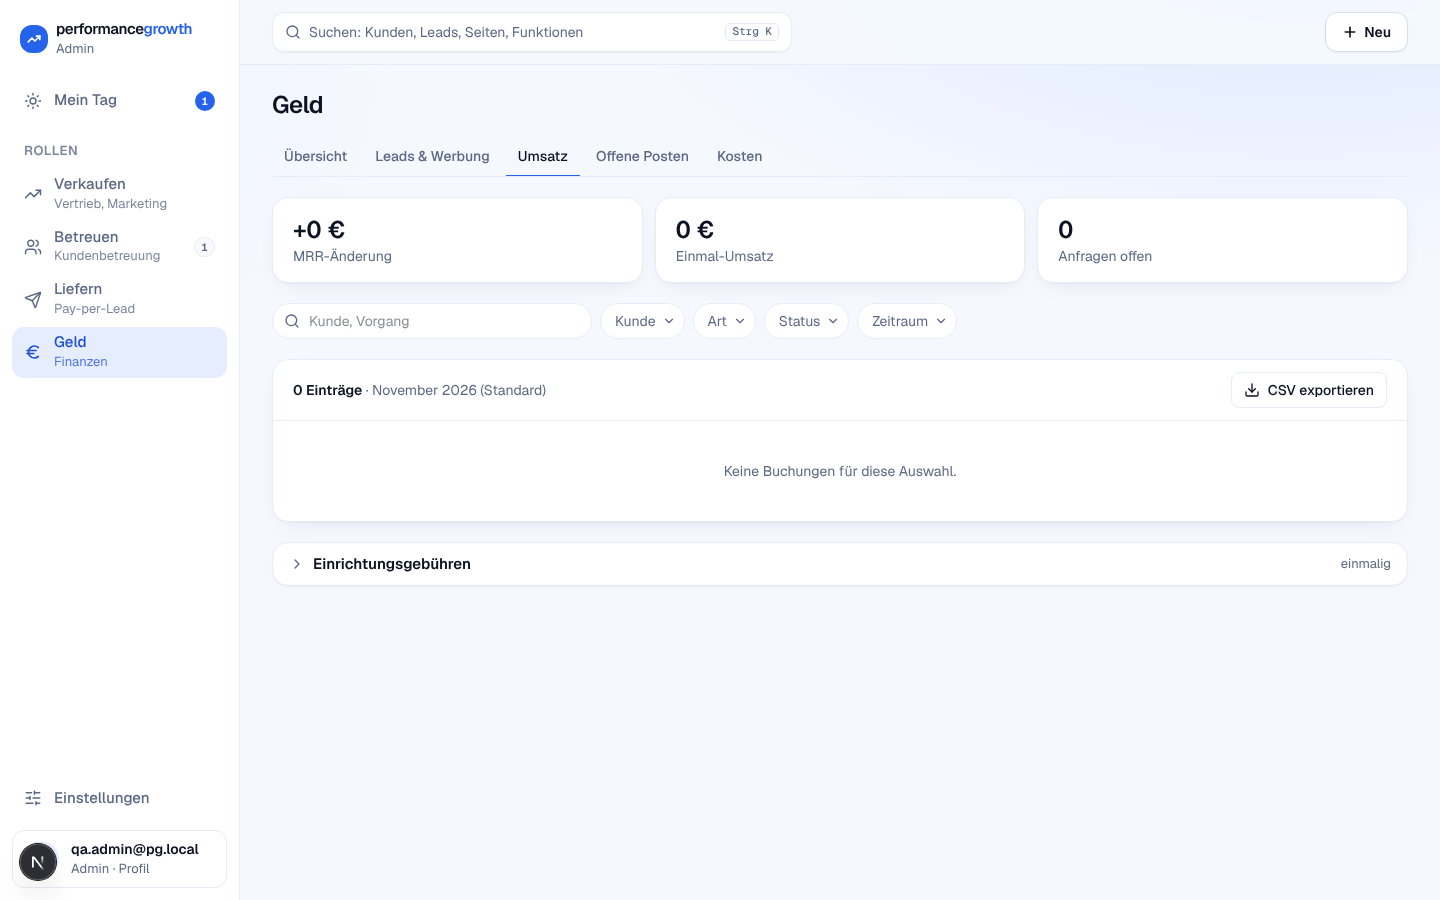 performancegrowth
Admin
Mein Tag
1
ROLLEN
Verkaufen
Vertrieb, Marketing
Betreuen
Kundenbetreuung
1
Liefern
Pay-per-Lead
Geld
Finanzen
Einstellungen
N
qa.admin@pg.local
Admin · Profil
Suchen: Kunden, Leads, Seiten, Funktionen
Strg K
Neu
Geld
Übersicht
Leads & Werbung
Umsatz
Offene Posten
Kosten
+0 €
MRR-Änderung
0 €
Einmal-Umsatz
0
Anfragen offen
Kunde, Vorgang
Kunde
Art
Status
Zeitraum
0 Einträge · November 2026 (Standard)
CSV exportieren
Keine Buchungen für diese Auswahl.
Einrichtungsgebühren
einmalig